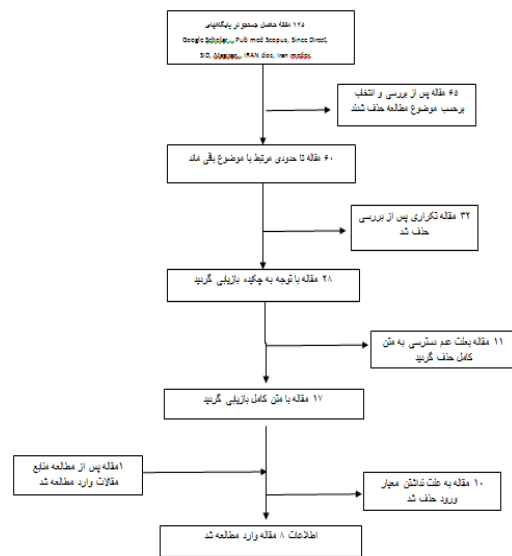 ۱۲۵ مقاله حاصل جستجو در پایگاههای
Google Scholar, Pub med Scopus, Since Direct,
SID, Magiran, IRAN doc, Iran medex
۶۵ مقاله پس از بررسی و انتخاب
برحسب موضوع مطالعه حذف شدند
۶۰ مقاله تا حدودی مرتبط با موضوع باقی ماند
۳۲ مقاله تکراری پس از بررسی
حذف شد
۲۸ مقاله با توجه به چکیده بازیابی گردید
۱۱ مقاله بعلت عدم دسترسی به متن
کامل حذف گردید
۱۷ مقاله با متن کامل بازیابی گردید
۱مقاله پس از مطالعه منابع
مقالات وارد مطالعه شد
۱۰ مقاله به علت نداشتن معیار
ورود حذف شد
اطلاعات ۸ مقاله وارد مطالعه شد